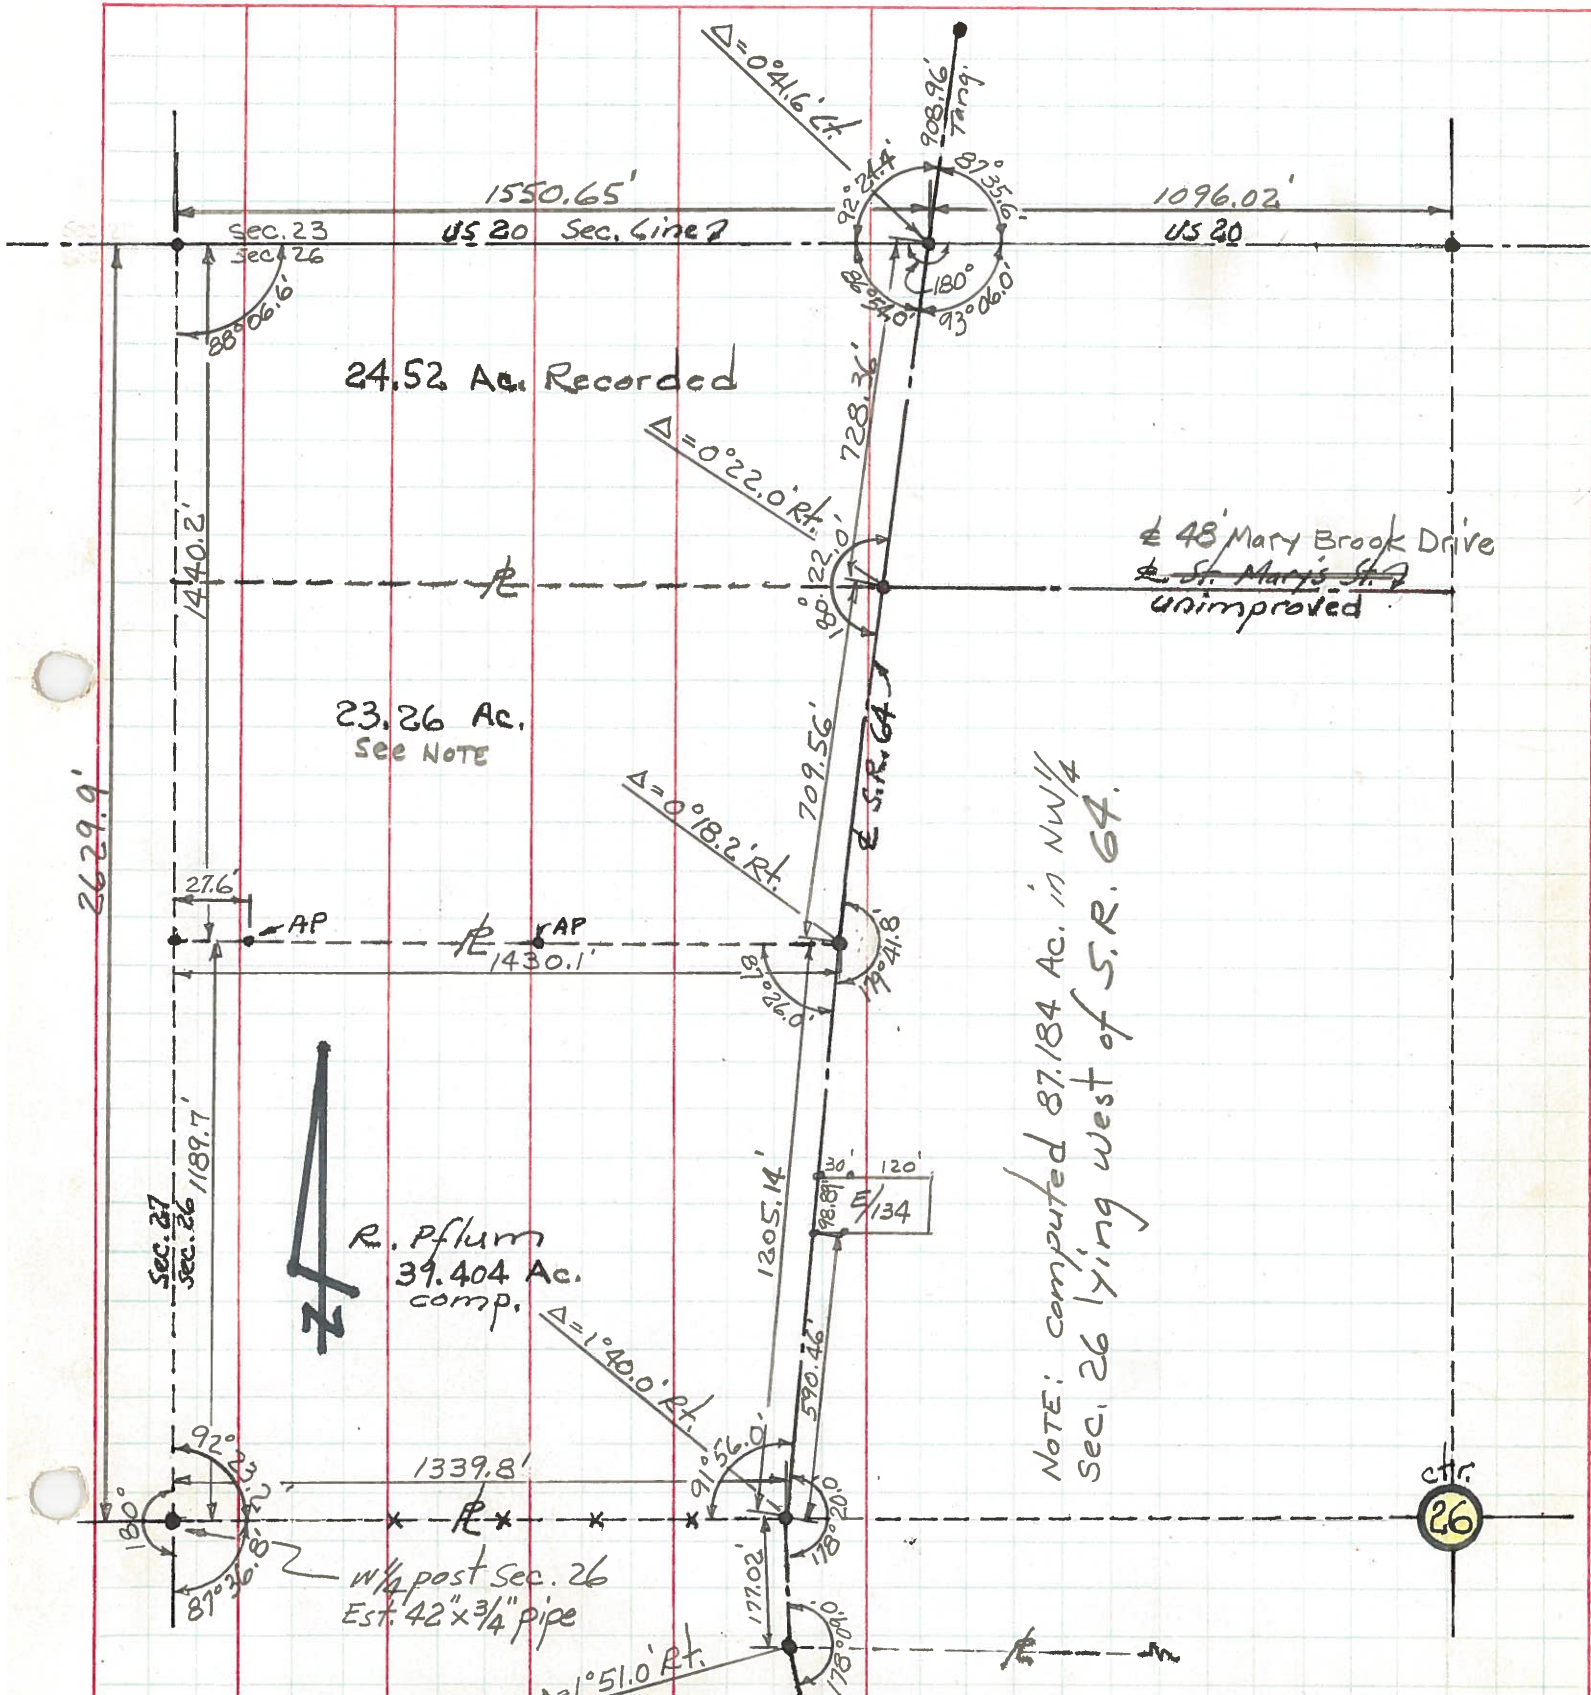 Δ=0°41.6' Lt.
908.96'
Tang.
92°24.4'
87°35.6'
1550.65'
1096.02'
Sec. 23
US 20 Sec. Line
US 20
Sec. 26
88°06.6'
86°54.0'
180°
93°06.0'
24.52 Ac. Recorded
728.36'
Δ=0°22.0' Rt.
180°22.0'
1440.2'
℄ 48' Mary Brook Drive
℄ St. Mary's St.
unimproved
℄ S.R. 64
23.26 Ac.
See NOTE
709.56'
2629.9'
Δ=0°18.2' Rt.
27.6'
AP
AP
1430.1'
87°26.0'
179°41.8'
NOTE: Computed 87.184 Ac. in NW 1/4
Sec. 26 lying west of S.R. 64.
1189.7'
1205.14'
30'
120'
98.89'
E/134
Sec. 27
Sec. 26
N
R. Pflum
39.404 Ac.
comp.
590.46'
Δ=1°40.0' Rt.
92°23.2'
1339.8'
91°56.0'
178°20.0'
180°
87°36.8'
ctr.
26
W 1/4 post Sec. 26
Est. 42" x 3/4" pipe
177.02'
178°09.0'
1°51.0' Rt.